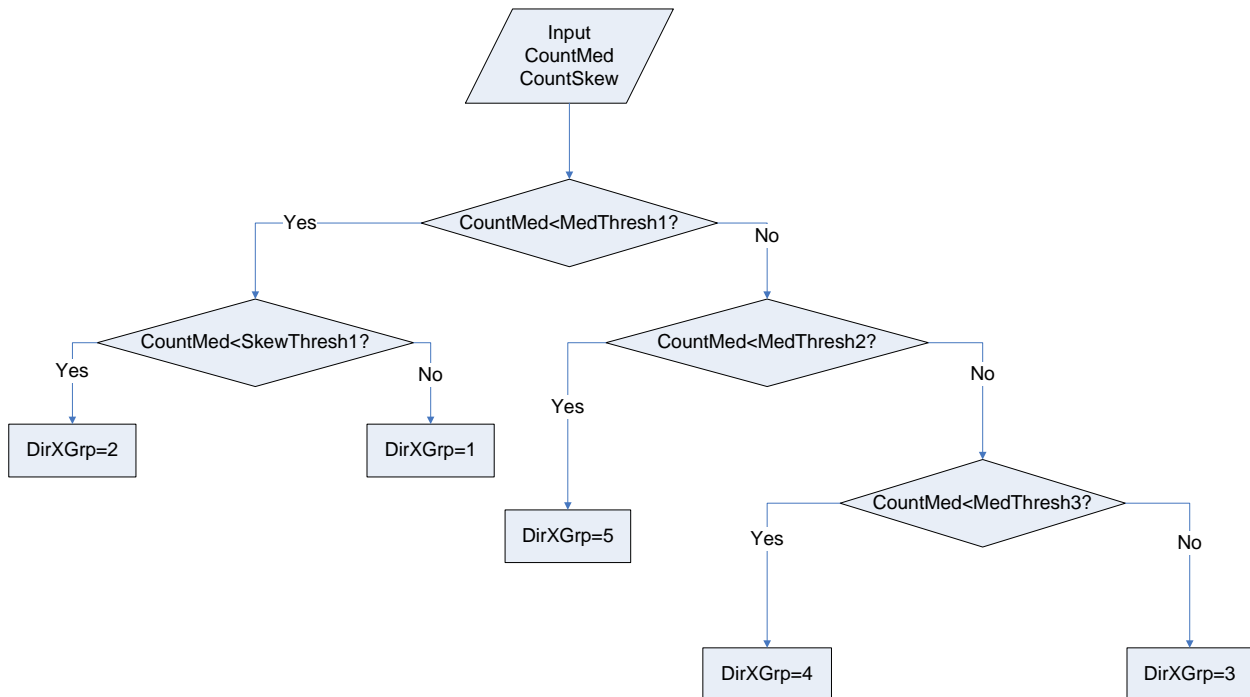 Input
CountMed
CountSkew
CountMed<MedThresh1?
Yes
No
CountMed<SkewThresh1?
CountMed<MedThresh2?
Yes
No
Yes
No
DirXGrp=2
DirXGrp=1
CountMed<MedThresh3?
DirXGrp=5
Yes
No
DirXGrp=4
DirXGrp=3